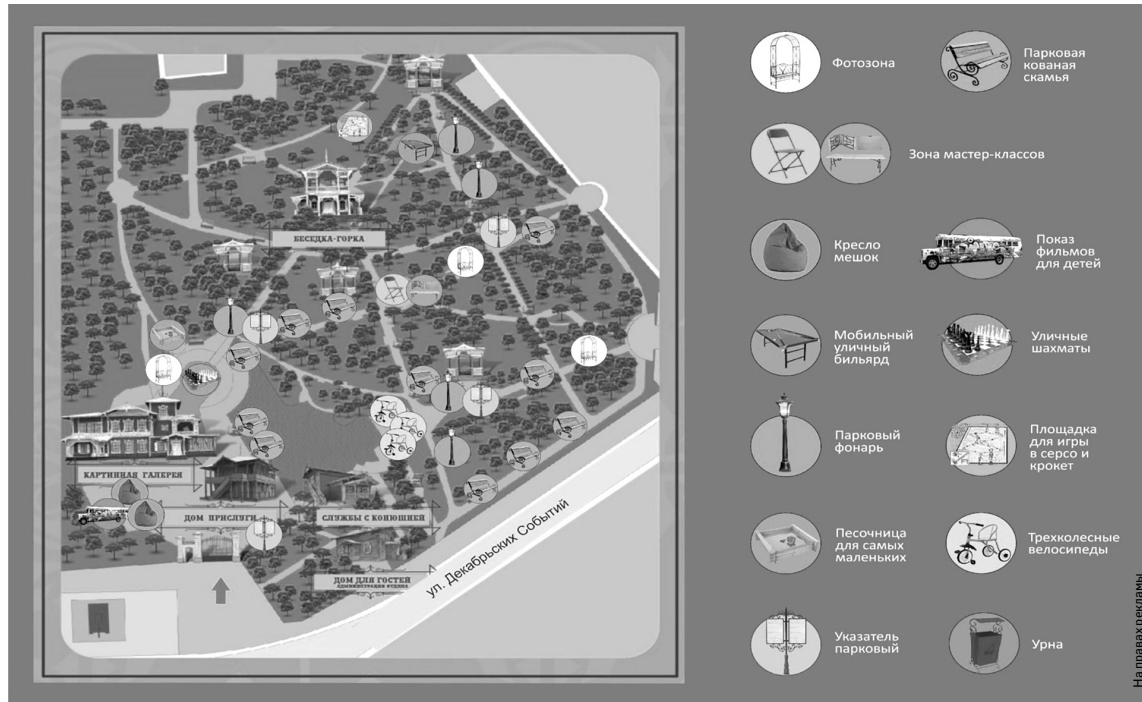 БЕСЕДКА-ГОРКА
КАРТИННАЯ ГАЛЕРЕЯ
ДОМ ПРИСЛУГИ
СЛУЖБЫ С КОНЮШНЕЙ
ДОМ ДЛЯ ГОСТЕЙ
АДМИНИСТРАЦИЯ ОТДЕЛА
ул. Декабрьских Событий
Фотозона
Парковая
кованая
скамья
Зона мастер-классов
Кресло
мешок
Показ
фильмов
для детей
Мобильный
уличный
бильярд
Уличные
шахматы
Парковый
фонарь
Площадка
для игры
в серсо и
крокет
Песочница
для самых
маленьких
Трехколесные
велосипеды
Указатель
парковый
Урна
На правах рекламы